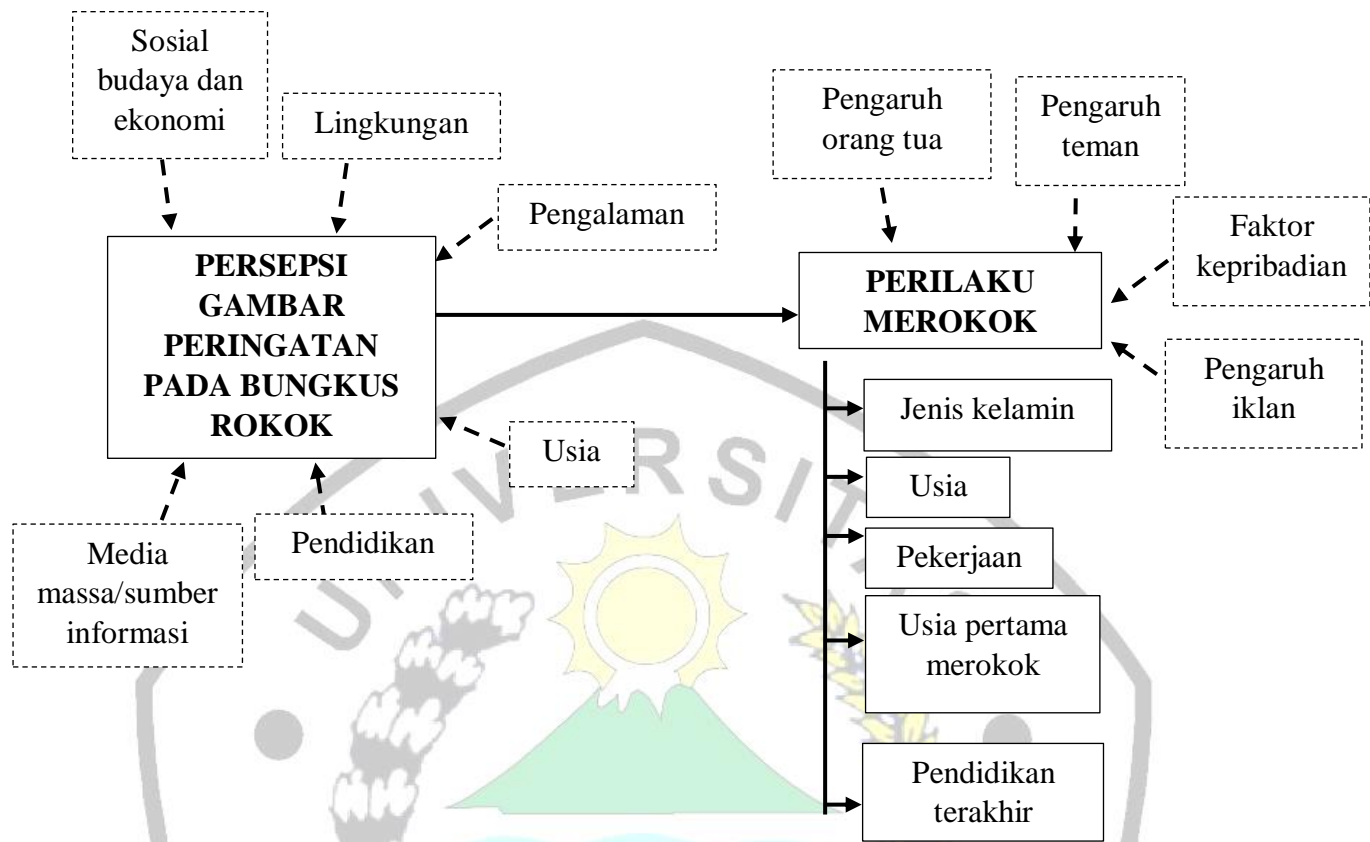 Sosial
budaya dan
ekonomi
Lingkungan
Pengalaman
PERSEPSI
GAMBAR
PERINGATAN
PADA BUNGKUS
ROKOK
Usia
Pendidikan
Media
massa/sumber
informasi
Pengaruh
orang tua
Pengaruh
teman
Faktor
kepribadian
PERILAKU
MEROKOK
Pengaruh
iklan
Jenis kelamin
Usia
Pekerjaan
Usia pertama
merokok
Pendidikan
terakhir